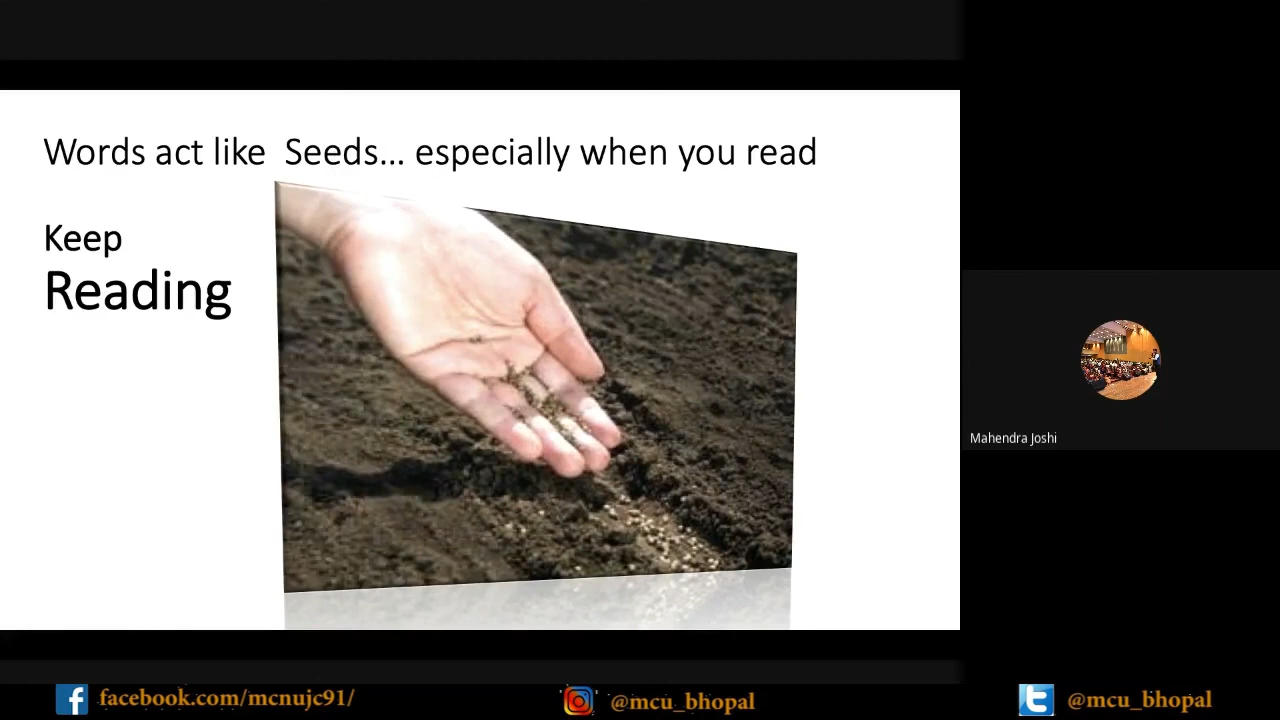 Words act like  Seeds... especially when you read
Keep
Reading
Mahendra Joshi
facebook.com/mcnujc91/
@mcu_bhopal
@mcu_bhopal